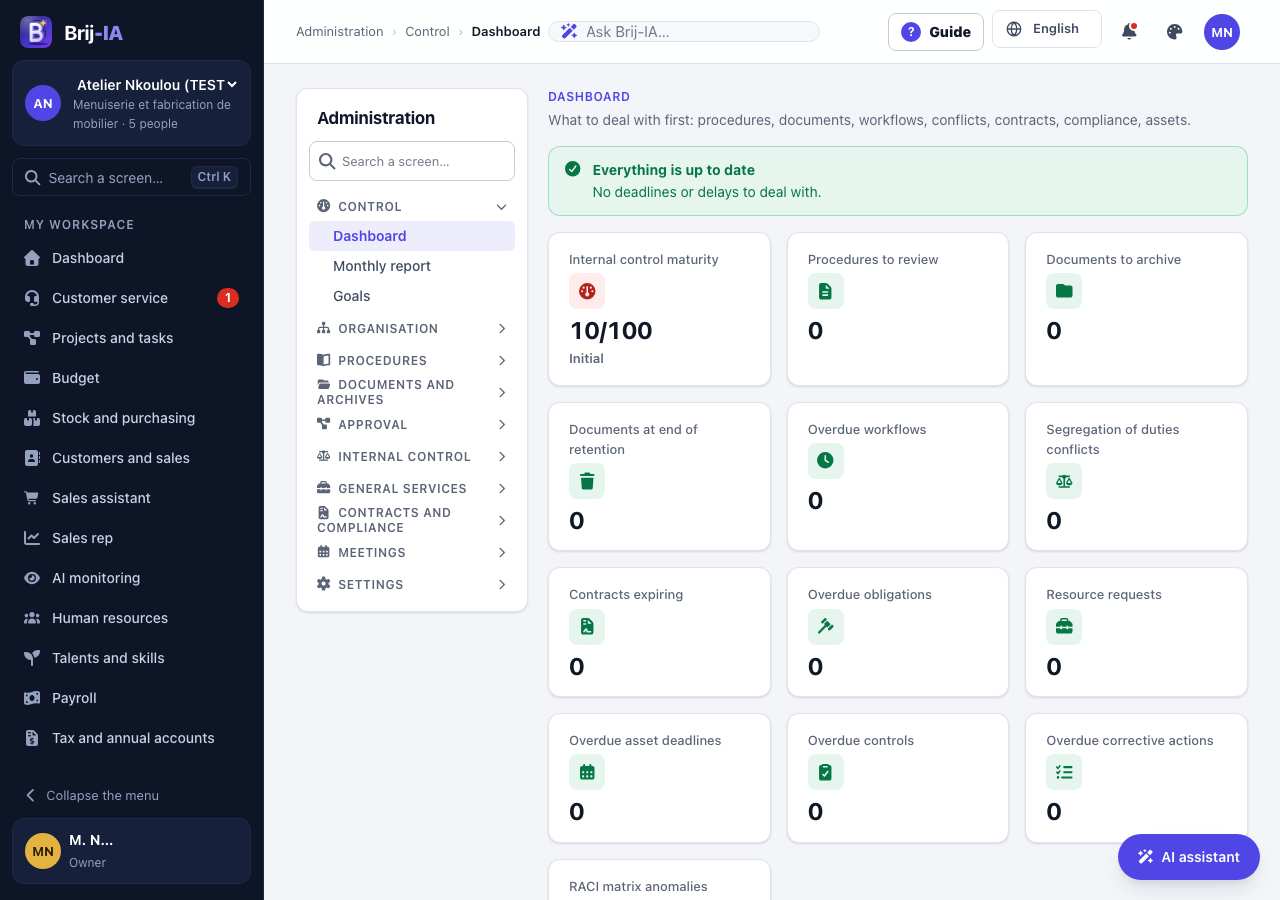 Brij-IA
AN
Atelier Nkoulou (TEST
Menuiserie et fabrication de
mobilier · 5 people
Search a screen...
Ctrl K
MY WORKSPACE
Dashboard
Customer service
1
Projects and tasks
Budget
Stock and purchasing
Customers and sales
Sales assistant
Sales rep
AI monitoring
Human resources
Talents and skills
Payroll
Tax and annual accounts
Collapse the menu
MN
M. N...
Owner
Administration › Control › Dashboard
Ask Brij-IA...
? Guide
English
MN
Administration
Search a screen...
CONTROL
Dashboard
Monthly report
Goals
ORGANISATION
PROCEDURES
DOCUMENTS AND
ARCHIVES
APPROVAL
INTERNAL CONTROL
GENERAL SERVICES
CONTRACTS AND
COMPLIANCE
MEETINGS
SETTINGS
DASHBOARD
What to deal with first: procedures, documents, workflows, conflicts, contracts, compliance, assets.
Everything is up to date
No deadlines or delays to deal with.
Internal control maturity
10/100
Initial
Procedures to review
0
Documents to archive
0
Documents at end of
retention
0
Overdue workflows
0
Segregation of duties
conflicts
0
Contracts expiring
0
Overdue obligations
0
Resource requests
0
Overdue asset deadlines
0
Overdue controls
0
Overdue corrective actions
0
RACI matrix anomalies
AI assistant